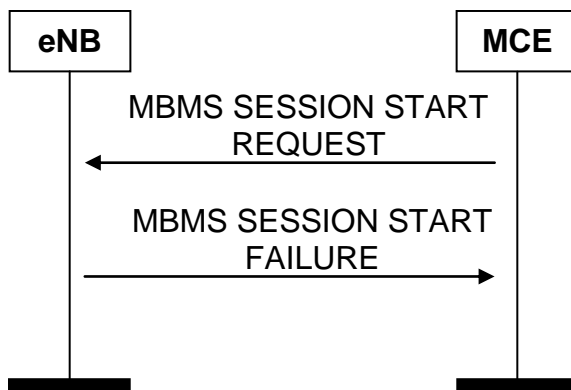 eNB
MCE
MBMS SESSION START
REQUEST
MBMS SESSION START
FAILURE